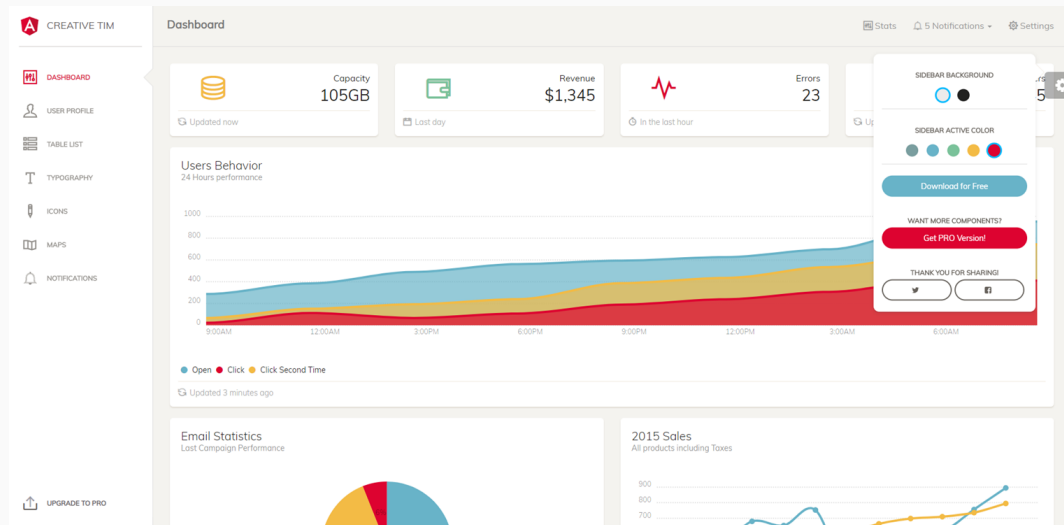 CREATIVE TIM
DASHBOARD
USER PROFILE
TABLE LIST
TYPOGRAPHY
ICONS
MAPS
NOTIFICATIONS
UPGRADE TO PRO
Dashboard
Stats
5 Notifications
Settings
Capacity
105GB
Updated now
Revenue
$1,345
Last day
Errors
23
In the last hour
Users Behavior
24 Hours performance
1000
800
600
400
200
0
9:00AM 12:00AM 3:00PM 6:00PM 9:00PM 12:00PM 3:00AM 6:00AM
Open Click Click Second Time
Updated 3 minutes ago
SIDEBAR BACKGROUND
SIDEBAR ACTIVE COLOR
Download for Free
WANT MORE COMPONENTS?
Get PRO Version!
THANK YOU FOR SHARING!
Email Statistics
Last Campaign Performance
2015 Sales
All products including Taxes
900
800
700